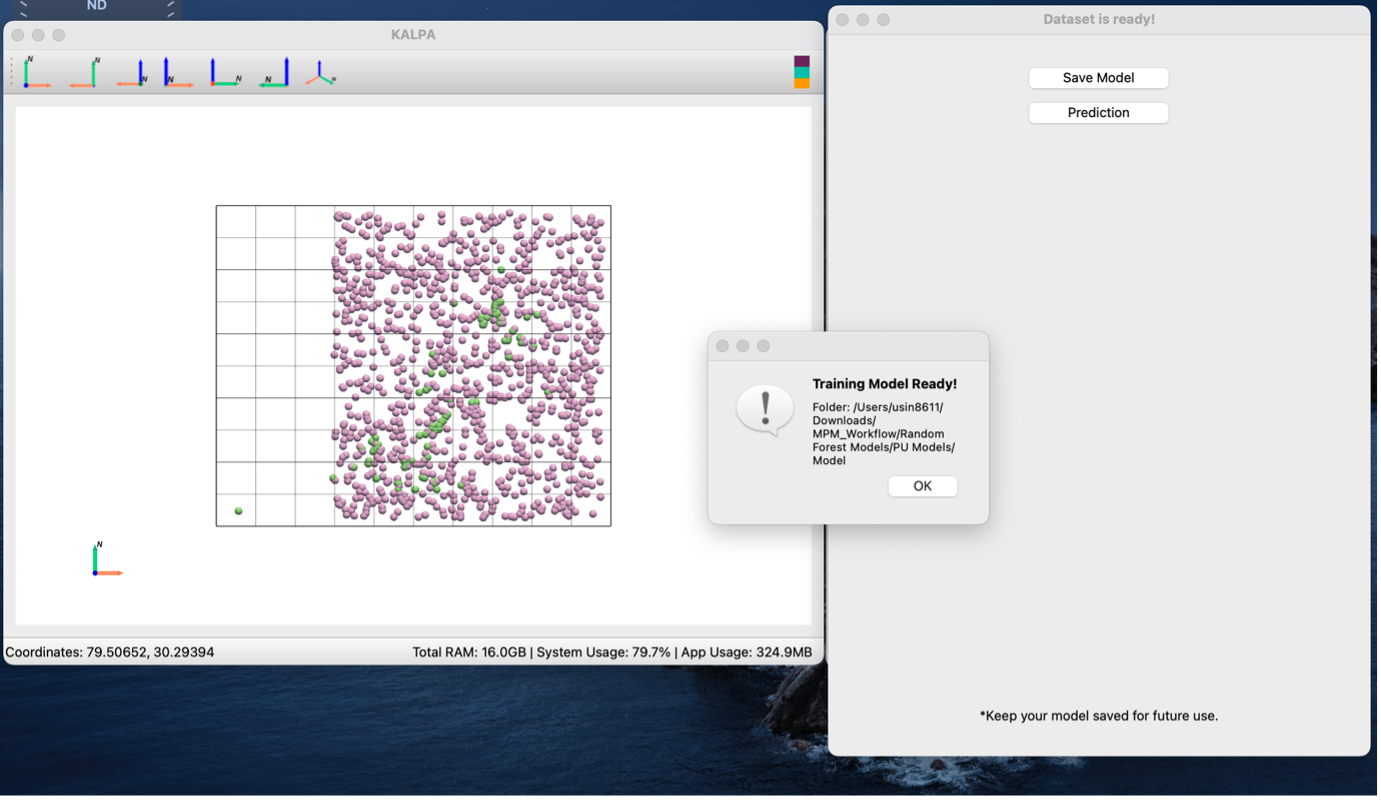 ND
KALPA
N
N
N
N
N
N
N
N
Coordinates: 79.50652, 30.29394
Total RAM: 16.0GB | System Usage: 79.7% | App Usage: 324.9MB
Dataset is ready!
Save Model
Prediction
*Keep your model saved for future use.
Training Model Ready!
Folder: /Users/usin8611/
Downloads/
MPM_Workflow/Random
Forest Models/PU Models/
Model
OK